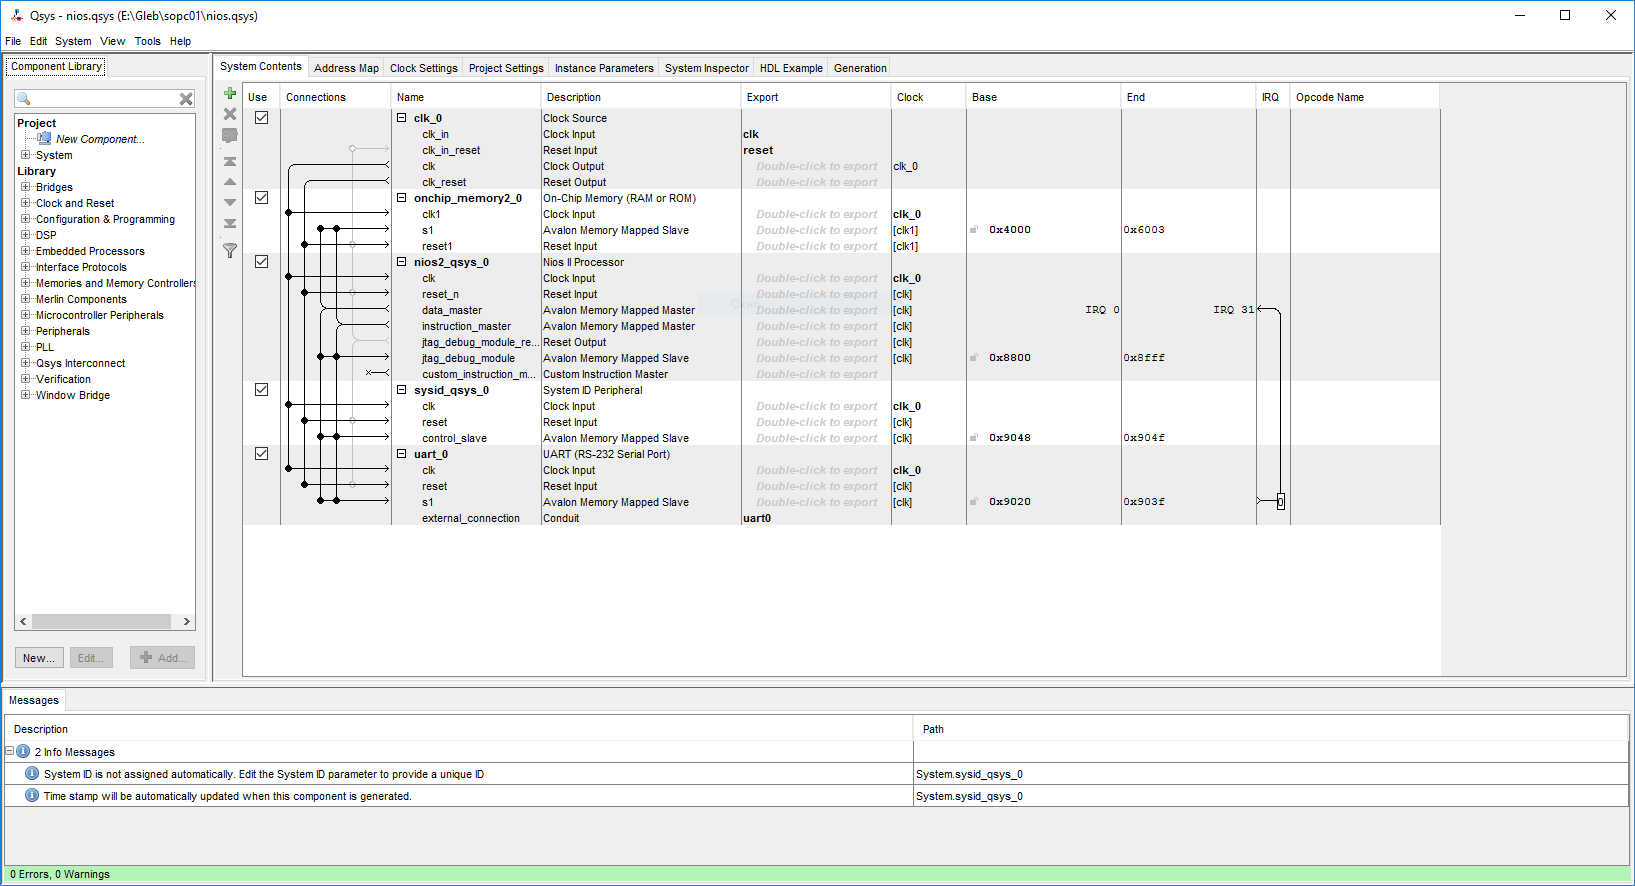 Qsys - nios.qsys (E:\Gleb\sopc01\nios.qsys)
File Edit System View Tools Help
Component Library
Project
New Component...
System
Library
Bridges
Clock and Reset
Configuration & Programming
DSP
Embedded Processors
Interface Protocols
Memories and Memory Controllers
Merlin Components
Microcontroller Peripherals
Peripherals
PLL
Qsys Interconnect
Verification
Window Bridge
New... Edit... Add...
System Contents Address Map Clock Settings Project Settings Instance Parameters System Inspector HDL Example Generation
Use Connections Name Description Export Clock Base End IRQ Opcode Name
clk_0 Clock Source
clk_in Clock Input clk
clk_in_reset Reset Input reset
clk Clock Output Double-click to export clk_0
clk_reset Reset Output Double-click to export
onchip_memory2_0 On-Chip Memory (RAM or ROM)
clk1 Clock Input Double-click to export clk_0
s1 Avalon Memory Mapped Slave Double-click to export [clk1] 0x4000 0x6003
reset1 Reset Input Double-click to export [clk1]
nios2_qsys_0 Nios II Processor
clk Clock Input Double-click to export clk_0
reset_n Reset Input Double-click to export [clk]
data_master Avalon Memory Mapped Master Double-click to export [clk] IRQ 0 IRQ 31
instruction_master Avalon Memory Mapped Master Double-click to export [clk]
jtag_debug_module_re... Reset Output Double-click to export [clk]
jtag_debug_module Avalon Memory Mapped Slave Double-click to export [clk] 0x8800 0x8fff
custom_instruction_m... Custom Instruction Master Double-click to export
sysid_qsys_0 System ID Peripheral
clk Clock Input Double-click to export clk_0
reset Reset Input Double-click to export [clk]
control_slave Avalon Memory Mapped Slave Double-click to export [clk] 0x9048 0x904f
uart_0 UART (RS-232 Serial Port)
clk Clock Input Double-click to export clk_0
reset Reset Input Double-click to export [clk]
s1 Avalon Memory Mapped Slave Double-click to export [clk] 0x9020 0x903f 0
external_connection Conduit uart0
Messages
Description Path
2 Info Messages
System ID is not assigned automatically. Edit the System ID parameter to provide a unique ID System.sysid_qsys_0
Time stamp will be automatically updated when this component is generated. System.sysid_qsys_0
0 Errors, 0 Warnings